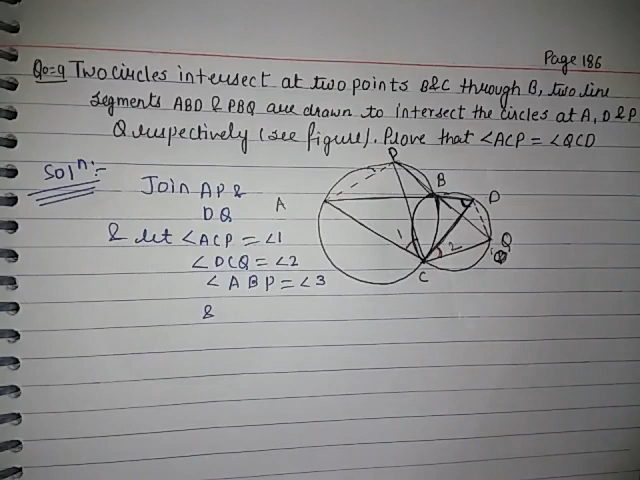 Page 186
Qo=9 Two circles intersect at two points B&C through B, two line
segments ABD & PBQ are drawn to intersect the circles at A, D & P
Q respectively (see figure). Prove that ∠ACP = ∠QCD
Solⁿ:-
Join AP &
DQ
& let ∠ACP = ∠1
∠DCQ = ∠2
∠ABP = ∠3
&
P
B
D
A
1
2
Q
C